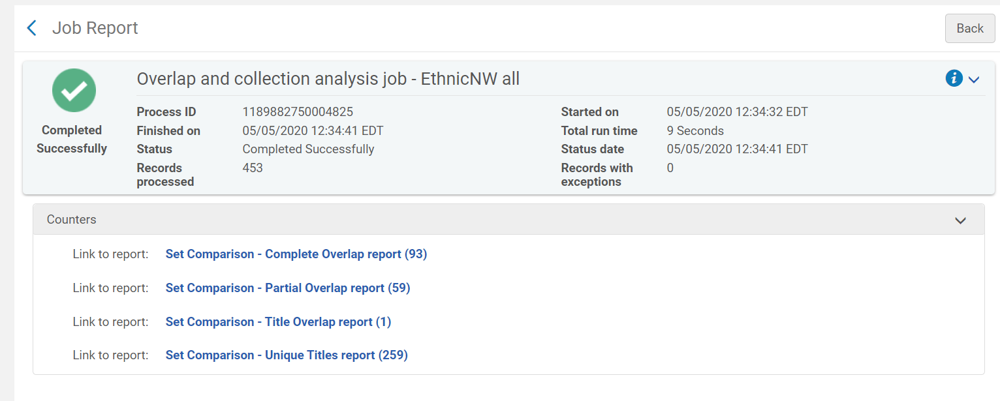 Job Report
Back
Overlap and collection analysis job - EthnicNW all
Completed
Successfully
Process ID 1189882750004825 Started on 05/05/2020 12:34:32 EDT
Finished on 05/05/2020 12:34:41 EDT Total run time 9 Seconds
Status Completed Successfully Status date 05/05/2020 12:34:41 EDT
Records processed 453 Records with exceptions 0
Counters
Link to report: Set Comparison - Complete Overlap report (93)
Link to report: Set Comparison - Partial Overlap report (59)
Link to report: Set Comparison - Title Overlap report (1)
Link to report: Set Comparison - Unique Titles report (259)